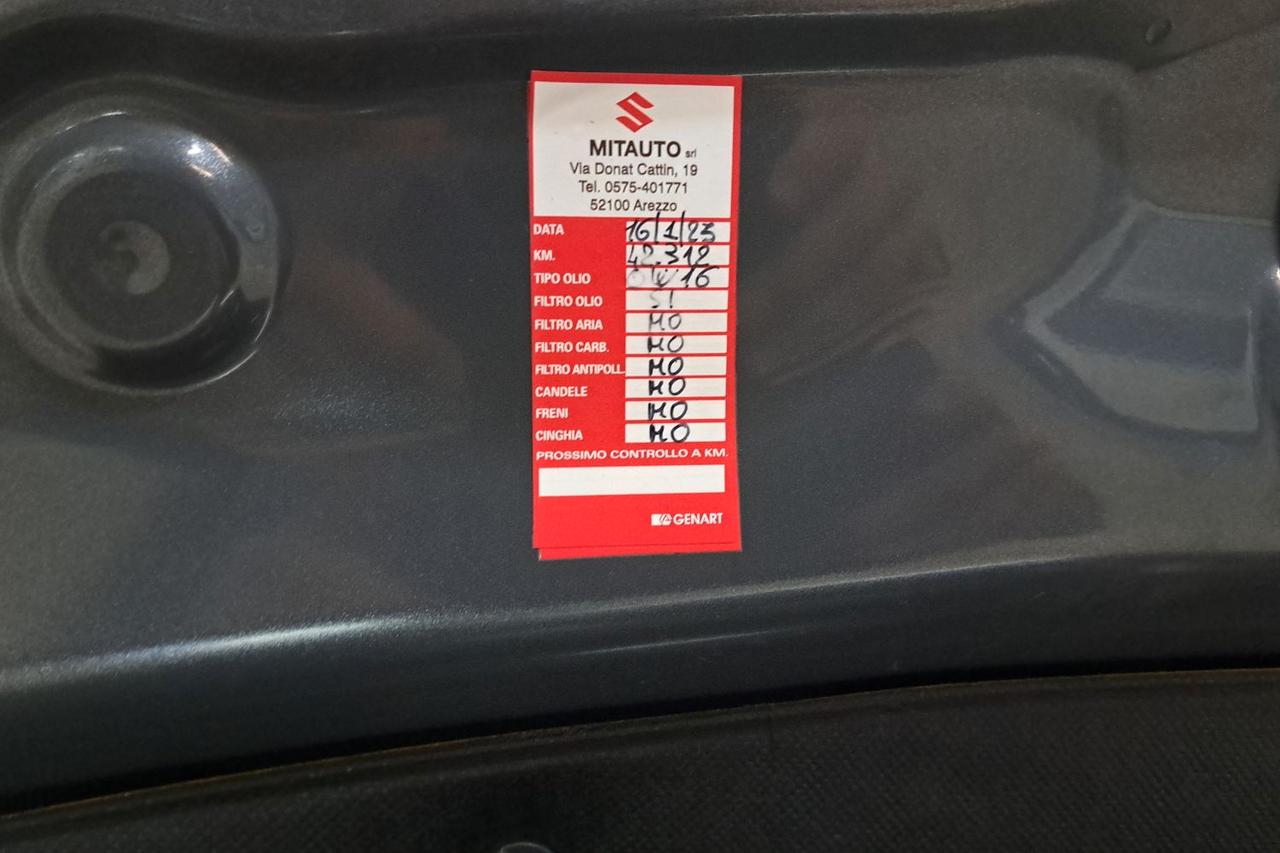 MITAUTO srl
Via Donat Cattin, 19
Tel. 0575-401771
52100 Arezzo
DATA 16/1/23
KM. 42.312
TIPO OLIO 16
FILTRO OLIO SI
FILTRO ARIA NO
FILTRO CARB. NO
FILTRO ANTIPOLL. NO
CANDELE NO
FRENI NO
CINGHIA NO
PROSSIMO CONTROLLO A KM.
GENART